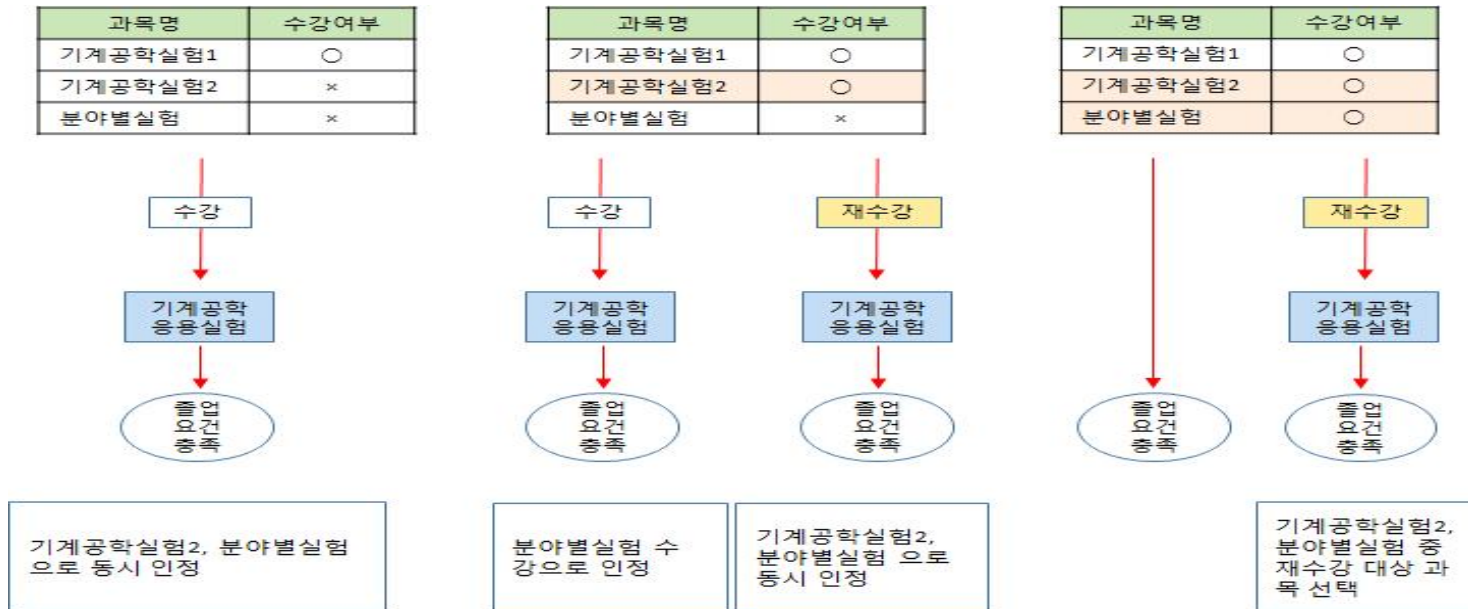 과목명 수강여부
기계공학실험1 ○
기계공학실험2 ×
분야별실험 ×
수강
기계공학
응용실험
졸업
요건
충족
기계공학실험2, 분야별실험
으로 동시 인정
과목명 수강여부
기계공학실험1 ○
기계공학실험2 ○
분야별실험 ×
수강
기계공학
응용실험
졸업
요건
충족
분야별실험 수
강으로 인정
재수강
기계공학
응용실험
졸업
요건
충족
기계공학실험2,
분야별실험 으로
동시 인정
과목명 수강여부
기계공학실험1 ○
기계공학실험2 ○
분야별실험 ○
졸업
요건
충족
재수강
기계공학
응용실험
졸업
요건
충족
기계공학실험2,
분야별실험 중
재수강 대상 과
목 선택